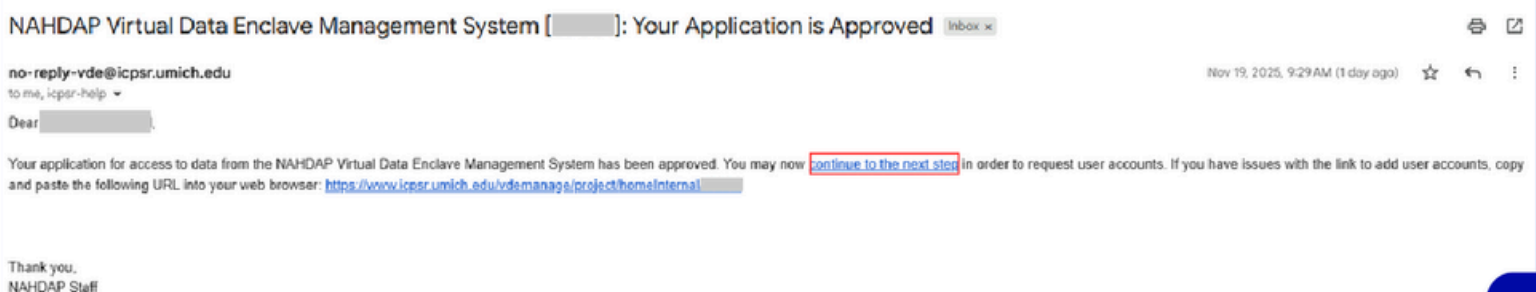 NAHDAP Virtual Data Enclave Management System [ ]: Your Application is Approved Inbox ×
no-reply-vde@icpsr.umich.edu Nov 19, 2025, 9:29 AM (1 day ago)
to me, icpsr-help
Dear ,
Your application for access to data from the NAHDAP Virtual Data Enclave Management System has been approved. You may now continue to the next step in order to request user accounts. If you have issues with the link to add user accounts, copy
and paste the following URL into your web browser: https://www.icpsr.umich.edu/vdemanage/project/homeInternal
Thank you,
NAHDAP Staff